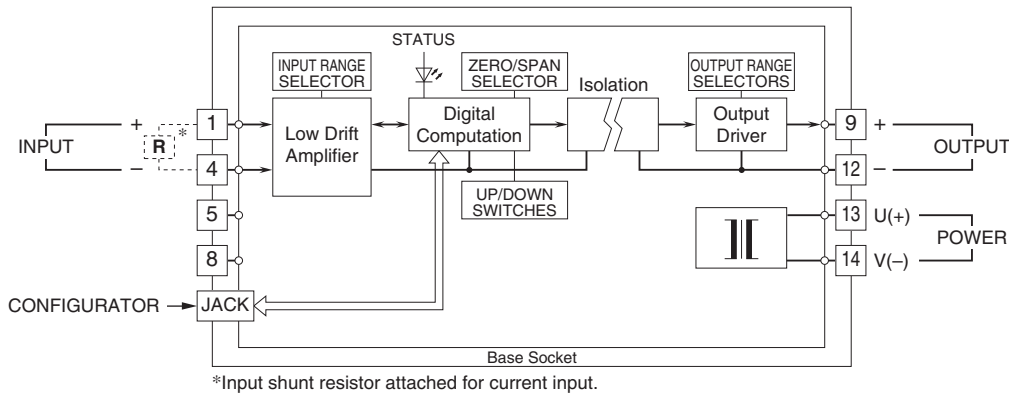 STATUS
INPUT RANGE
SELECTOR
ZERO/SPAN
SELECTOR
Isolation
OUTPUT RANGE
SELECTORS
INPUT
+
–
R
*
1
4
5
8
Low Drift
Amplifier
Digital
Computation
UP/DOWN
SWITCHES
Output
Driver
9
+
12
–
OUTPUT
13
U(+)
14
V(–)
POWER
CONFIGURATOR
JACK
Base Socket
*Input shunt resistor attached for current input.